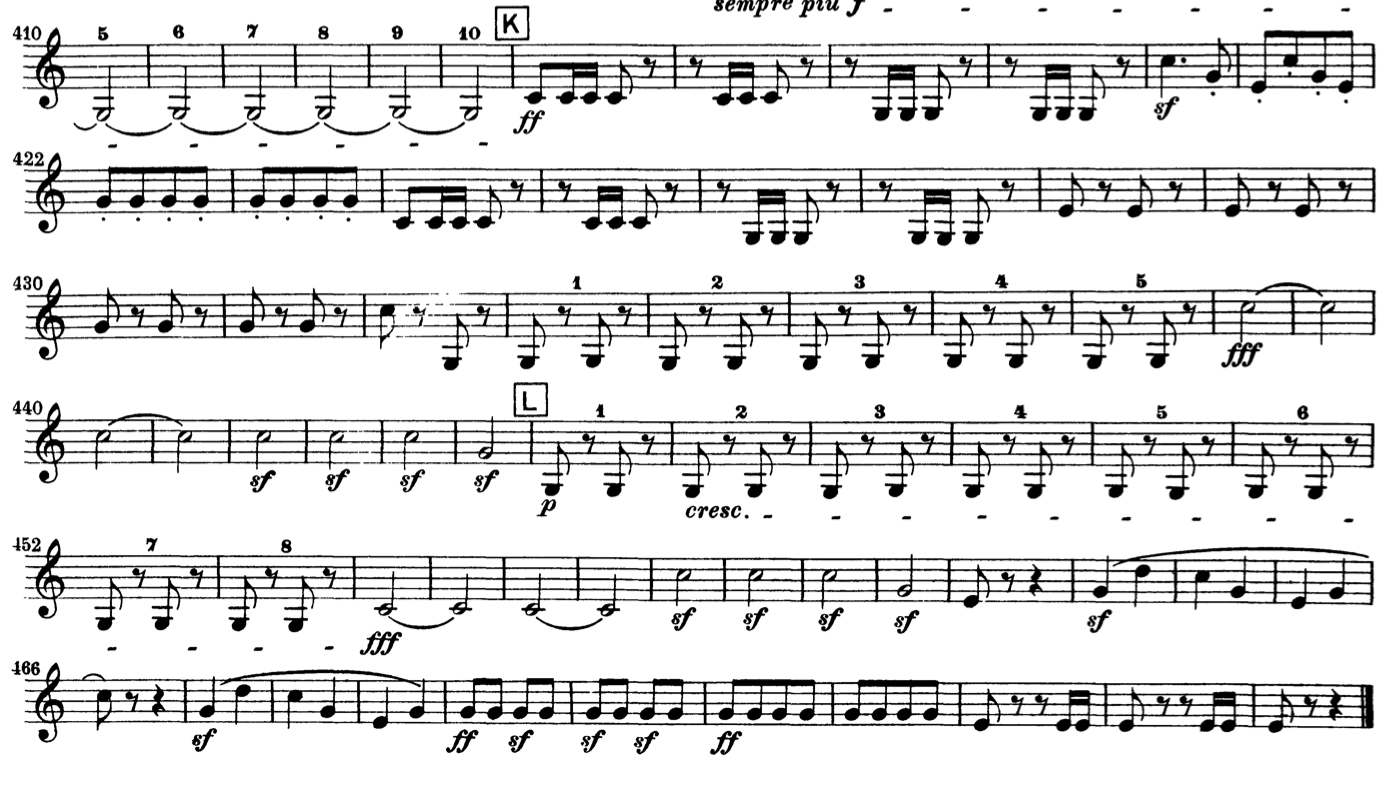 sempre più f - - - - - - -
410 5 6 7 8 9 10 K
ff sf
- - - - - -
422
430 1 2 3 4 5
fff
440 L 1 2 3 4 5 6
sf sf sf sf p cresc. - - - - - - - - -
452 7 8
fff sf sf sf sf sf
- - - -
466
sf ff sf sf sf ff